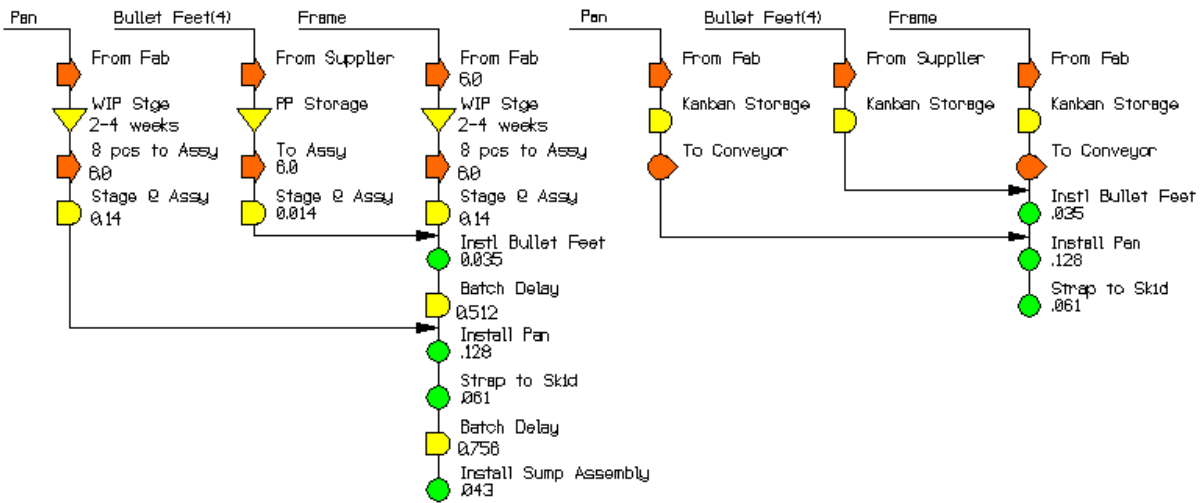 Pan
Bullet Feet(4)
Frame
From Fab
From Supplier
From Fab
6.0
WIP Stge
2-4 weeks
PP Storage
WIP Stge
2-4 weeks
8 pcs to Assy
6.0
To Assy
6.0
8 pcs to Assy
6.0
Stage @ Assy
0.14
Stage @ Assy
0.014
Stage @ Assy
0.14
Instl Bullet Feet
0.035
Batch Delay
0.512
Install Pan
.128
Strap to Skid
.061
Batch Delay
0.756
Install Sump Assembly
.043
Pan
Bullet Feet(4)
Frame
From Fab
From Supplier
From Fab
Kanban Storage
Kanban Storage
Kanban Storage
To Conveyor
To Conveyor
Instl Bullet Feet
.035
Install Pan
.128
Strap to Skid
.061